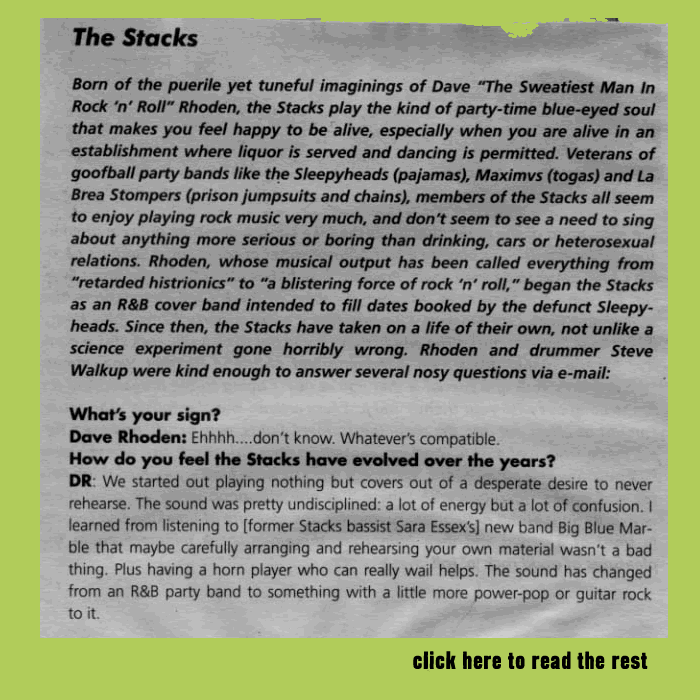 The Stacks
Born of the puerile yet tuneful imaginings of Dave “The Sweatiest Man In
Rock ‘n’ Roll” Rhoden, the Stacks play the kind of party-time blue-eyed soul
that makes you feel happy to be alive, especially when you are alive in an
establishment where liquor is served and dancing is permitted. Veterans of
goofball party bands like the Sleepyheads (pajamas), Maximvs (togas) and La
Brea Stompers (prison jumpsuits and chains), members of the Stacks all seem
to enjoy playing rock music very much, and don’t seem to see a need to sing
about anything more serious or boring than drinking, cars or heterosexual
relations. Rhoden, whose musical output has been called everything from
“retarded histrionics” to “a blistering force of rock ‘n’ roll,” began the Stacks
as an R&B cover band intended to fill dates booked by the defunct Sleepy-
heads. Since then, the Stacks have taken on a life of their own, not unlike a
science experiment gone horribly wrong. Rhoden and drummer Steve
Walkup were kind enough to answer several nosy questions via e-mail:
What’s your sign?
Dave Rhoden: Ehhhh....don’t know. Whatever’s compatible.
How do you feel the Stacks have evolved over the years?
DR: We started out playing nothing but covers out of a desperate desire to never
rehearse. The sound was pretty undisciplined: a lot of energy but a lot of confusion. I
learned from listening to [former Stacks bassist Sara Essex’s] new band Big Blue Mar-
ble that maybe carefully arranging and rehearsing your own material wasn’t a bad
thing. Plus having a horn player who can really wail helps. The sound has changed
from an R&B party band to something with a little more power-pop or guitar rock
to it.
click here to read the rest